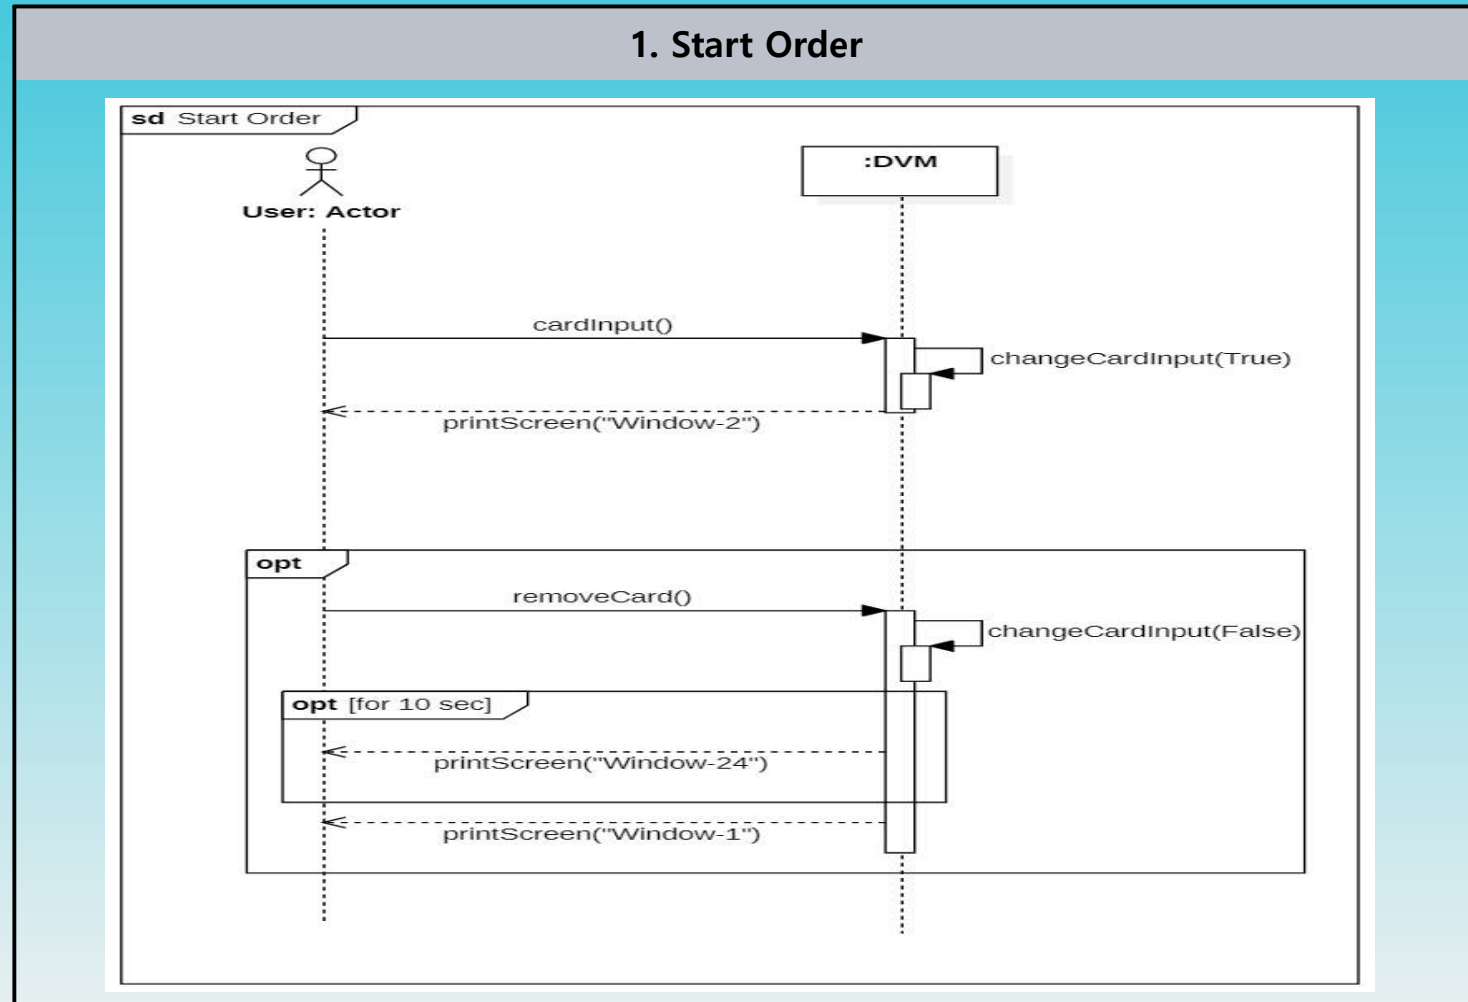 1. Start Order
sd Start Order
:DVM
User: Actor
cardInput()
changeCardInput(True)
printScreen("Window-2")
opt
removeCard()
changeCardInput(False)
opt [for 10 sec]
printScreen("Window-24")
printScreen("Window-1")